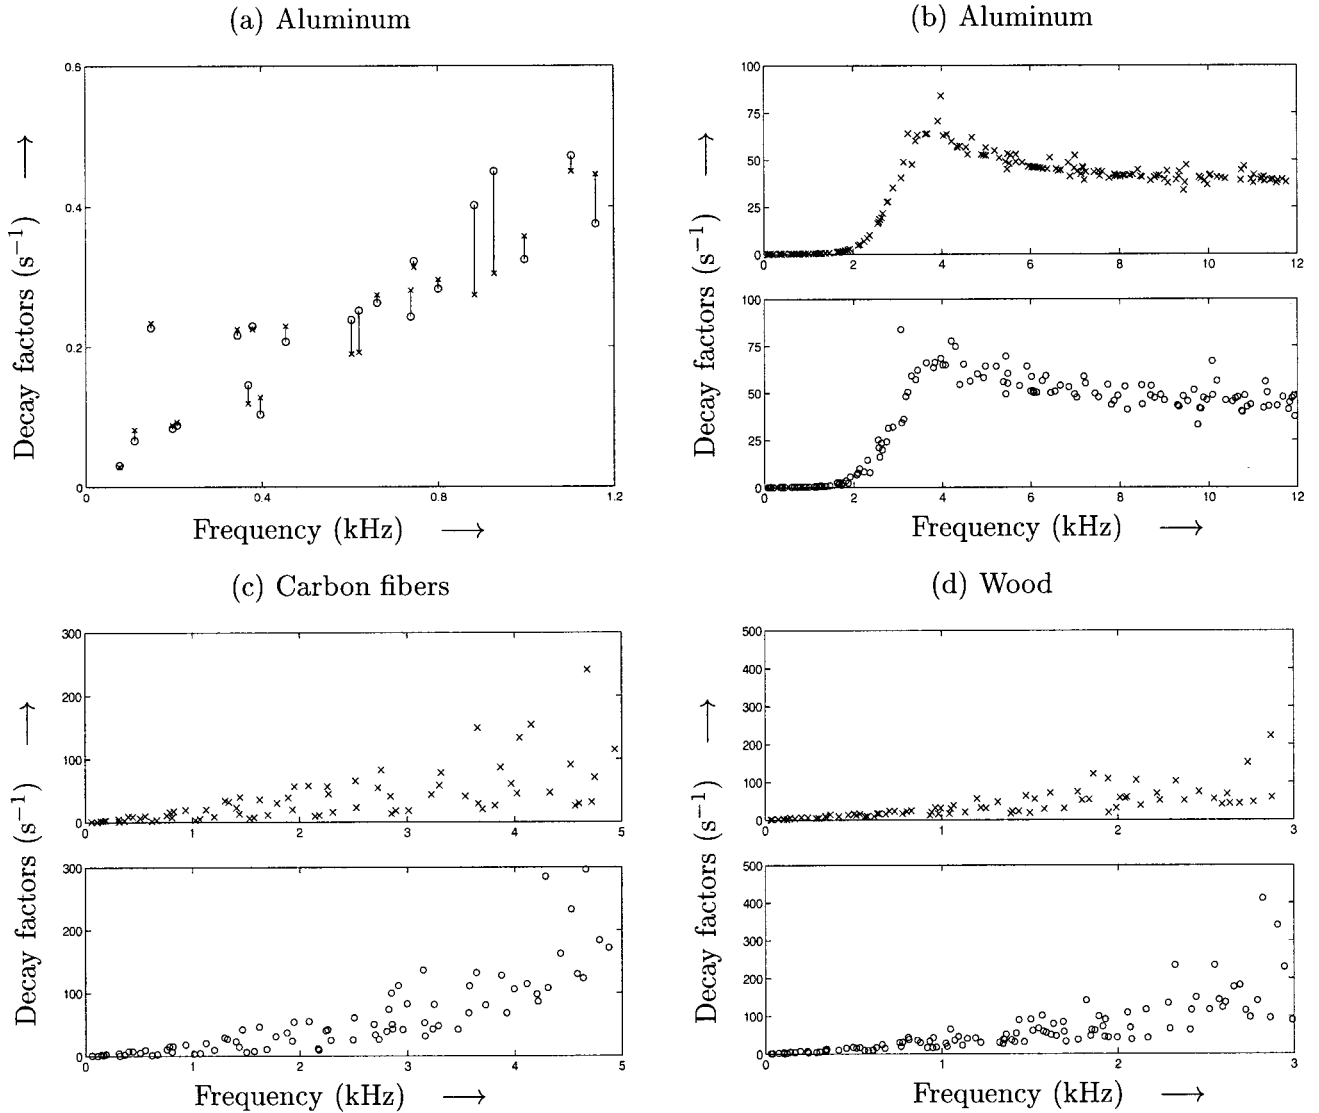 (a) Aluminum
0.6
0.4
0.2
0
0 0.4 0.8 1.2
Decay factors (s−1) →
Frequency (kHz) →
(b) Aluminum
100
75
50
25
0
0 2 4 6 8 10 12
100
75
50
25
0
0 2 4 6 8 10 12
Decay factors (s−1) →
Frequency (kHz) →
(c) Carbon fibers
300
200
100
0
0 1 2 3 4 5
300
200
100
0
0 1 2 3 4 5
Decay factors (s−1) →
Frequency (kHz) →
(d) Wood
500
400
300
200
100
0
0 1 2 3
500
400
300
200
100
0
0 1 2 3
Decay factors (s−1) →
Frequency (kHz) →